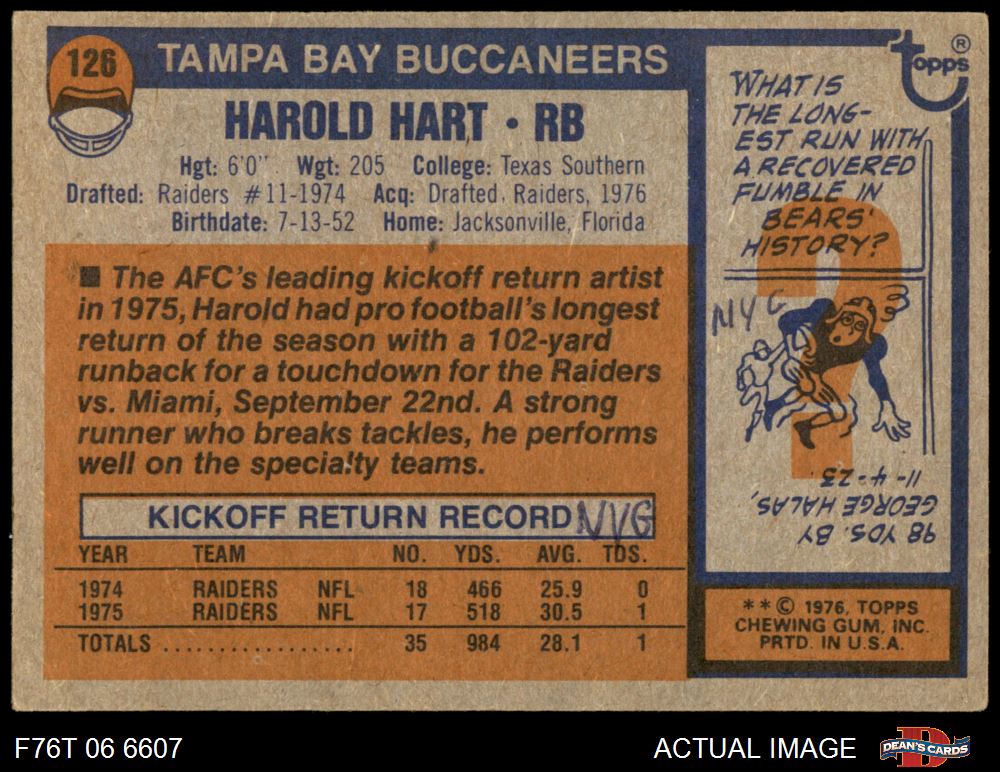 126
TAMPA BAY BUCCANEERS
HAROLD HART • RB
Hgt: 6'0" Wgt: 205 College: Texas Southern
Drafted: Raiders #11-1974 Acq: Drafted, Raiders, 1976
Birthdate: 7-13-52 Home: Jacksonville, Florida
■ The AFC's leading kickoff return artist
in 1975, Harold had pro football's longest
return of the season with a 102-yard
runback for a touchdown for the Raiders
vs. Miami, September 22nd. A strong
runner who breaks tackles, he performs
well on the specialty teams.
KICKOFF RETURN RECORD NYG
YEAR TEAM NO. YDS. AVG. TDS.
1974 RAIDERS NFL 18 466 25.9 0
1975 RAIDERS NFL 17 518 30.5 1
TOTALS ................. 35 984 28.1 1
topps ®
WHAT IS
THE LONG-
EST RUN WITH
A RECOVERED
FUMBLE IN
BEARS'
HISTORY?
?
NYG
98 YDS. BY
GEORGE HALAS,
11-4-23
** © 1976, TOPPS
CHEWING GUM, INC.
PRTD. IN U.S.A.
F76T 06 6607
ACTUAL IMAGE
D
DEAN'S CARDS